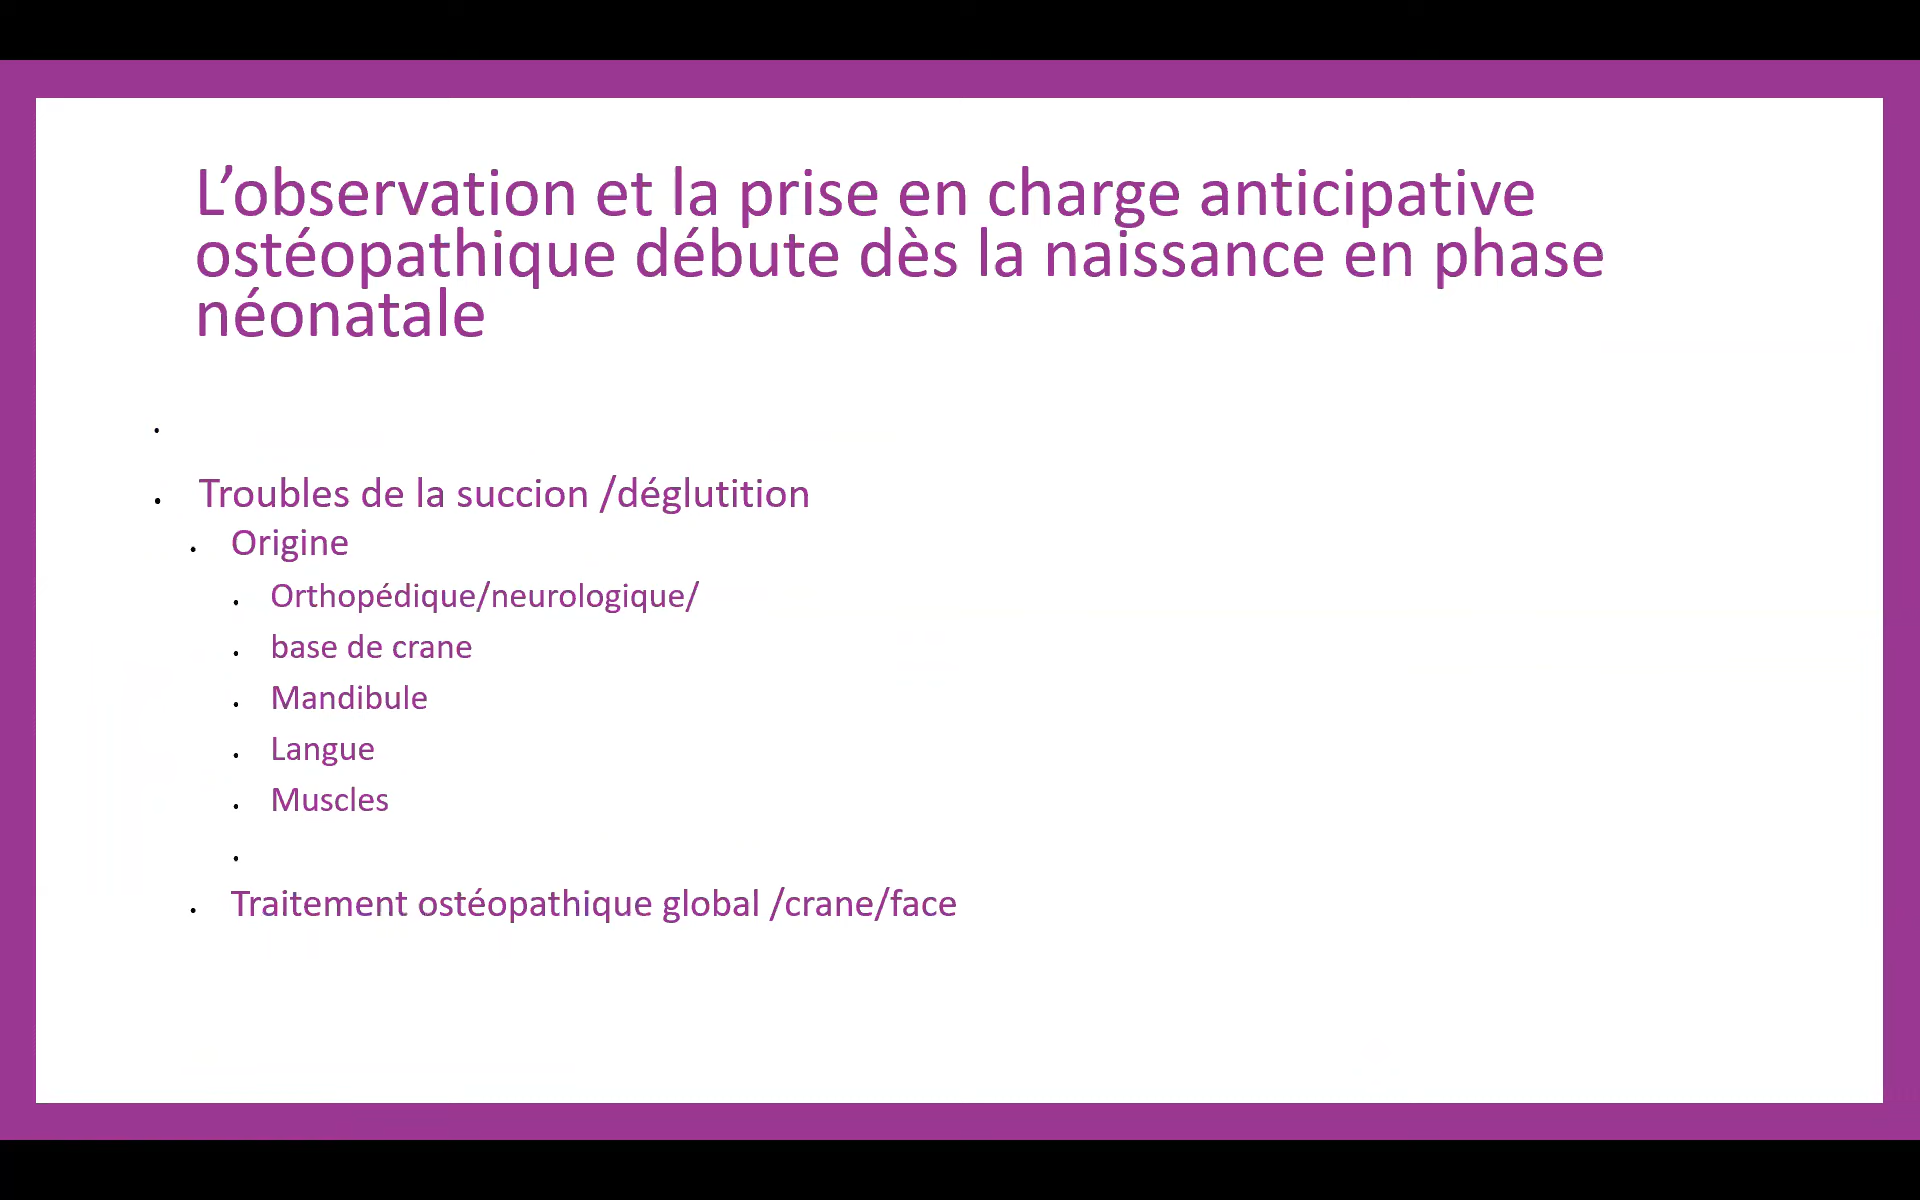 L’observation et la prise en charge anticipative
ostéopathique débute dès la naissance en phase
néonatale
Troubles de la succion /déglutition
Origine
Orthopédique/neurologique/
base de crane
Mandibule
Langue
Muscles
Traitement ostéopathique global /crane/face